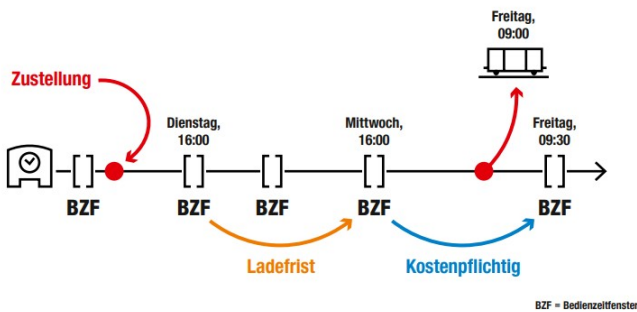 Freitag,
09:00
Zustellung
Dienstag,
16:00
Mittwoch,
16:00
Freitag,
09:30
BZF
BZF
BZF
BZF
BZF
Ladefrist
Kostenpflichtig
BZF = Bedienzeitfenster